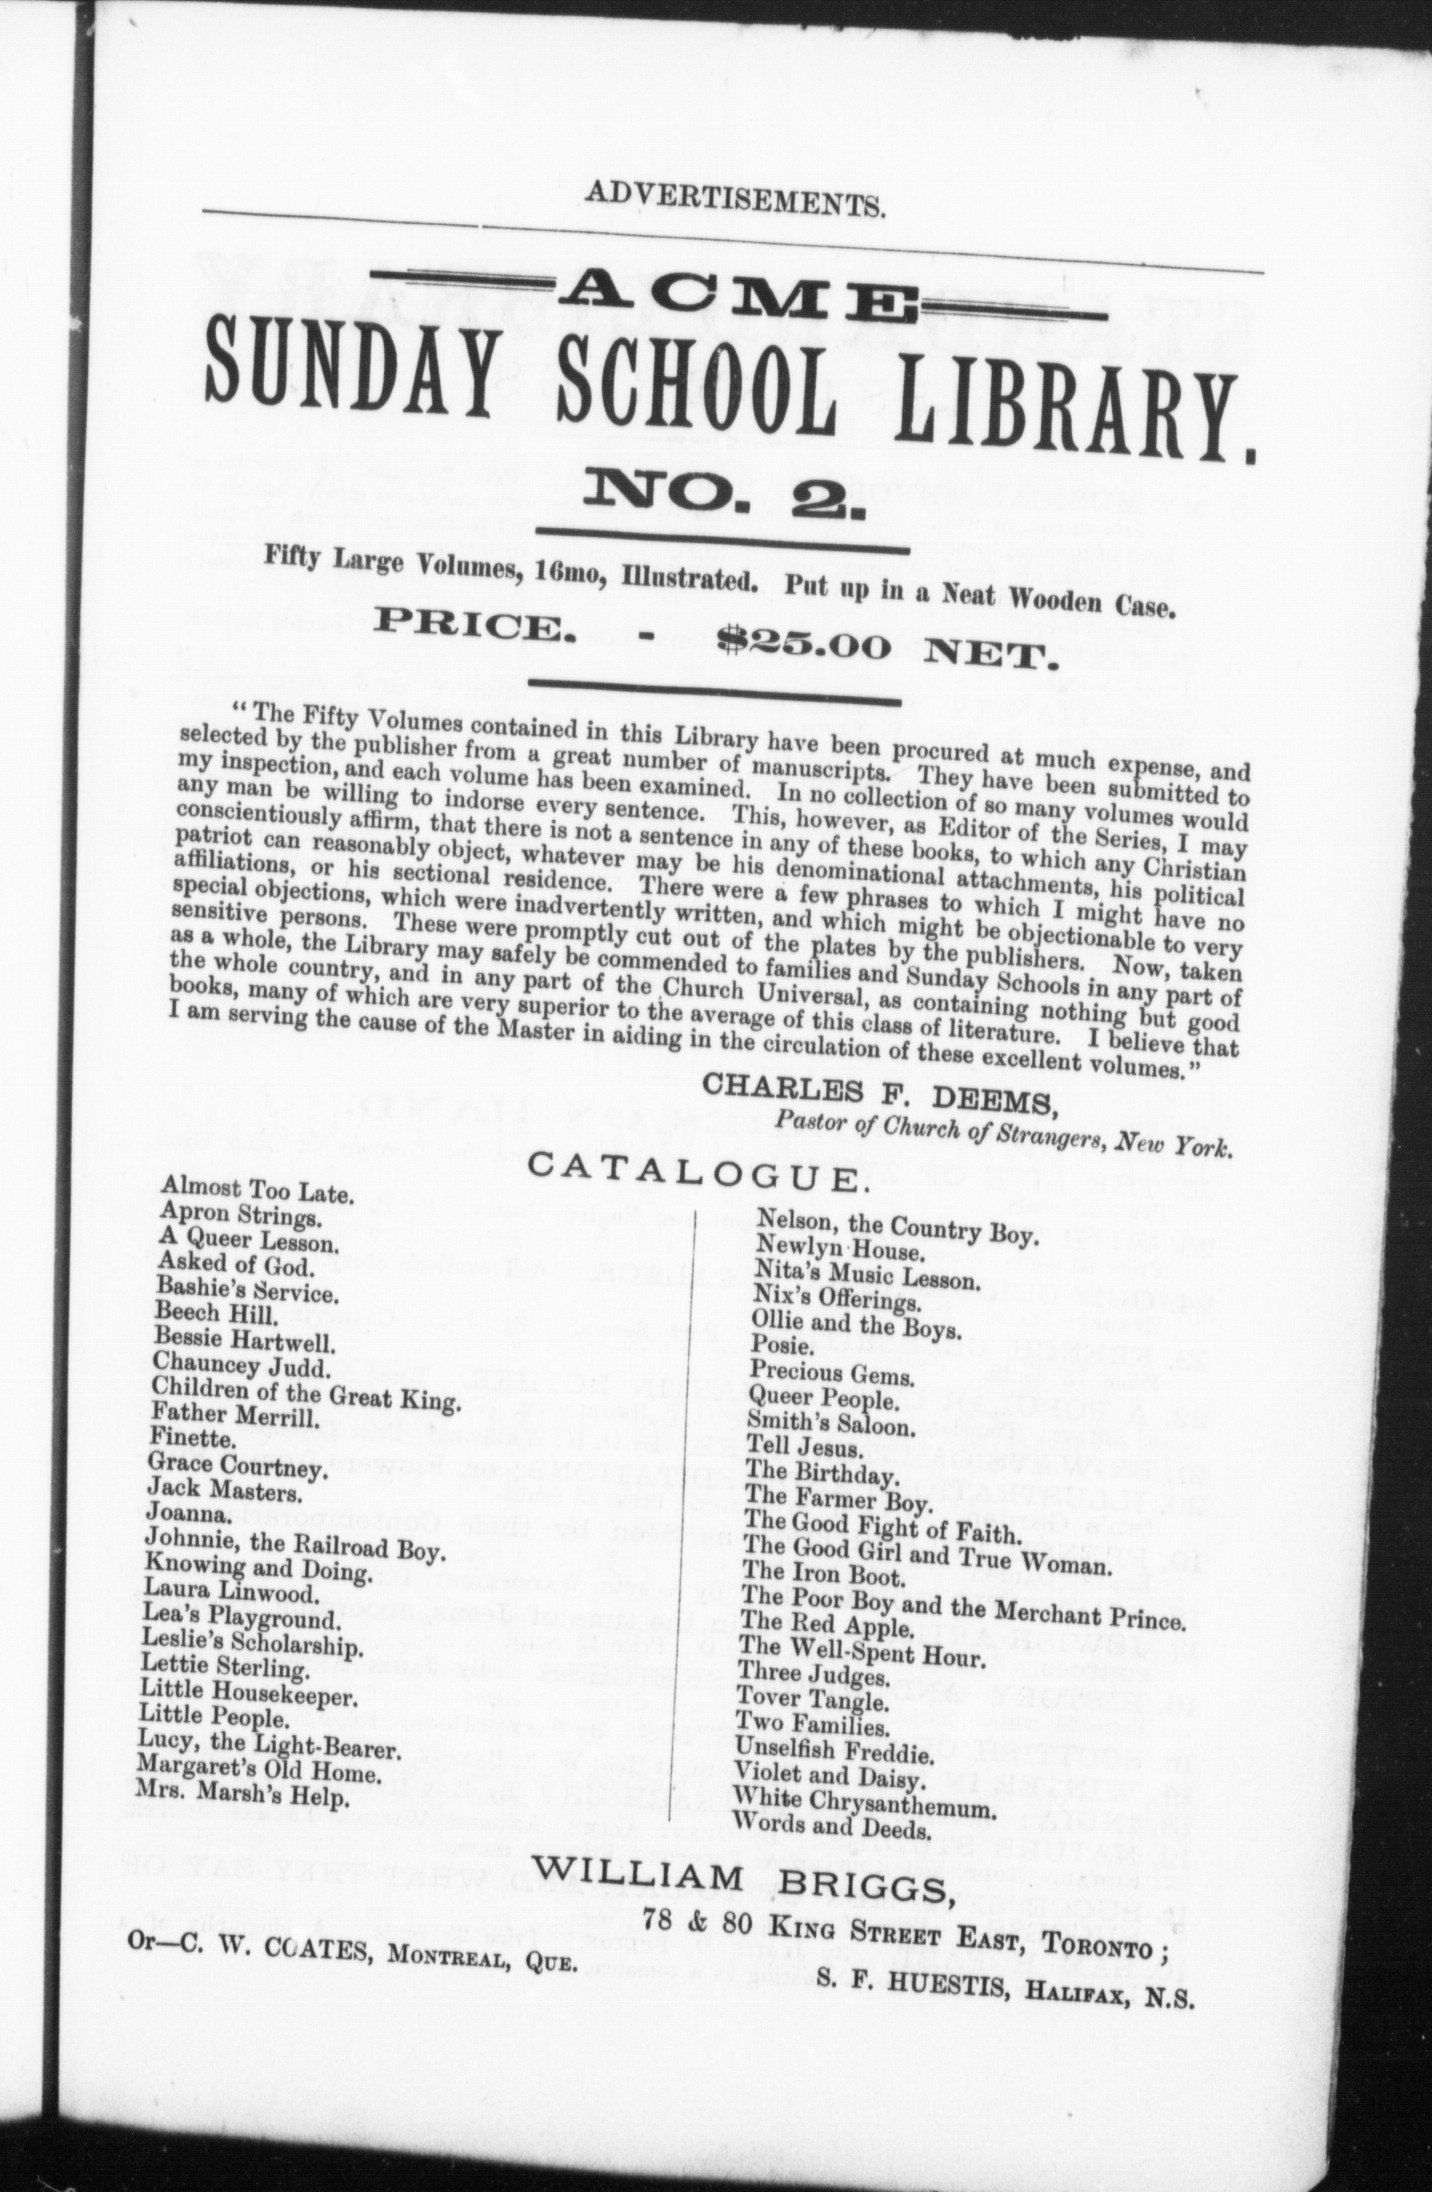 ADVERTISEMENTS.
ACME
SUNDAY SCHOOL LIBRARY.
NO. 2.
Fifty Large Volumes, 16mo, Illustrated. Put up in a Neat Wooden Case.
PRICE. - $25.00 NET.
"The Fifty Volumes contained in this Library have been procured at much expense, and
selected by the publisher from a great number of manuscripts. They have been submitted to
my inspection, and each volume has been examined. In no collection of so many volumes would
any man be willing to indorse every sentence. This, however, as Editor of the Series, I may
conscientiously affirm, that there is not a sentence in any of these books, to which any Christian
patriot can reasonably object, whatever may be his denominational attachments, his political
affiliations, or his sectional residence. There were a few phrases to which I might have no
special objections, which were inadvertently written, and which might be objectionable to very
sensitive persons. These were promptly cut out of the plates by the publishers. Now, taken
as a whole, the Library may safely be commended to families and Sunday Schools in any part of
the whole country, and in any part of the Church Universal, as containing nothing but good
books, many of which are very superior to the average of this class of literature. I believe that
I am serving the cause of the Master in aiding in the circulation of these excellent volumes."
CHARLES F. DEEMS,
Pastor of Church of Strangers, New York.
CATALOGUE.
Almost Too Late.
Apron Strings.
A Queer Lesson.
Asked of God.
Bashie's Service.
Beech Hill.
Bessie Hartwell.
Chauncey Judd.
Children of the Great King.
Father Merrill.
Finette.
Grace Courtney.
Jack Masters.
Joanna.
Johnnie, the Railroad Boy.
Knowing and Doing.
Laura Linwood.
Lea's Playground.
Leslie's Scholarship.
Lettie Sterling.
Little Housekeeper.
Little People.
Lucy, the Light-Bearer.
Margaret's Old Home.
Mrs. Marsh's Help.
Nelson, the Country Boy.
Newlyn House.
Nita's Music Lesson.
Nix's Offerings.
Ollie and the Boys.
Posie.
Precious Gems.
Queer People.
Smith's Saloon.
Tell Jesus.
The Birthday.
The Farmer Boy.
The Good Fight of Faith.
The Good Girl and True Woman.
The Iron Boot.
The Poor Boy and the Merchant Prince.
The Red Apple.
The Well-Spent Hour.
Three Judges.
Tover Tangle.
Two Families.
Unselfish Freddie.
Violet and Daisy.
White Chrysanthemum.
Words and Deeds.
WILLIAM BRIGGS,
78 & 80 KING STREET EAST, TORONTO;
Or—C. W. COATES, MONTREAL, QUE.
S. F. HUESTIS, HALIFAX, N.S.